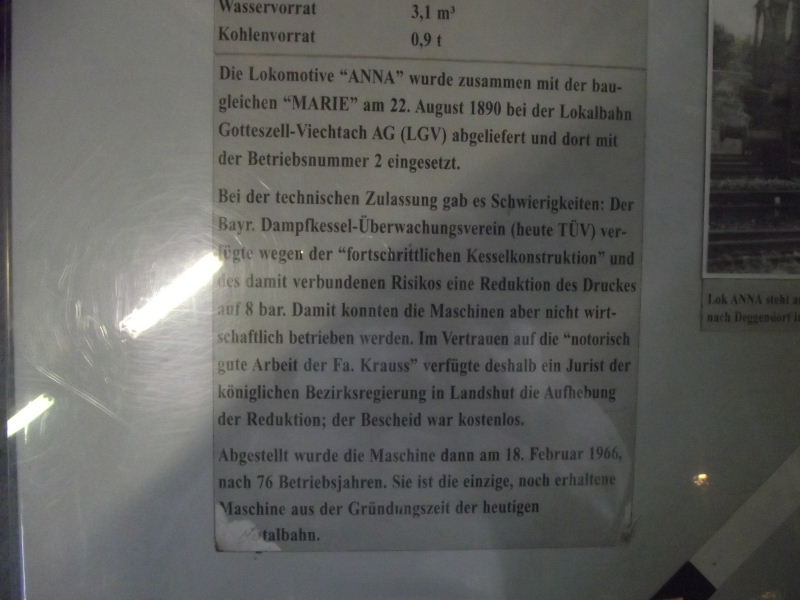 Wasservorrat 3,1 m³
Kohlenvorrat 0,9 t
Die Lokomotive “ANNA” wurde zusammen mit der bau-
gleichen “MARIE” am 22. August 1890 bei der Lokalbahn
Gotteszell-Viechtach AG (LGV) abgeliefert und dort mit
der Betriebsnummer 2 eingesetzt.
Bei der technischen Zulassung gab es Schwierigkeiten: Der
Bayr. Dampfkessel-Überwachungsverein (heute TÜV) ver-
fügte wegen der “fortschrittlichen Kesselkonstruktion” und
des damit verbundenen Risikos eine Reduktion des Druckes
auf 8 bar. Damit konnten die Maschinen aber nicht wirt-
schaftlich betrieben werden. Im Vertrauen auf die “notorisch
gute Arbeit der Fa. Krauss” verfügte deshalb ein Jurist der
königlichen Bezirksregierung in Landshut die Aufhebung
der Reduktion; der Bescheid war kostenlos.
Abgestellt wurde die Maschine dann am 18. Februar 1966,
nach 76 Betriebsjahren. Sie ist die einzige, noch erhaltene
Maschine aus der Gründungszeit der heutigen
talbahn.
Lok ANNA steht
nach Deggendorf